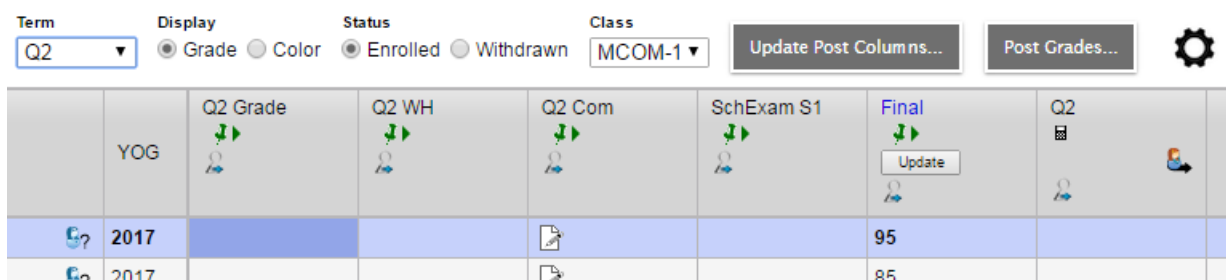 Term Display Status Class
Q2 Grade Color Enrolled Withdrawn MCOM-1 Update Post Columns... Post Grades...
YOG Q2 Grade Q2 WH Q2 Com SchExam S1 Final Q2
Update
? 2017 95
? 2017 85